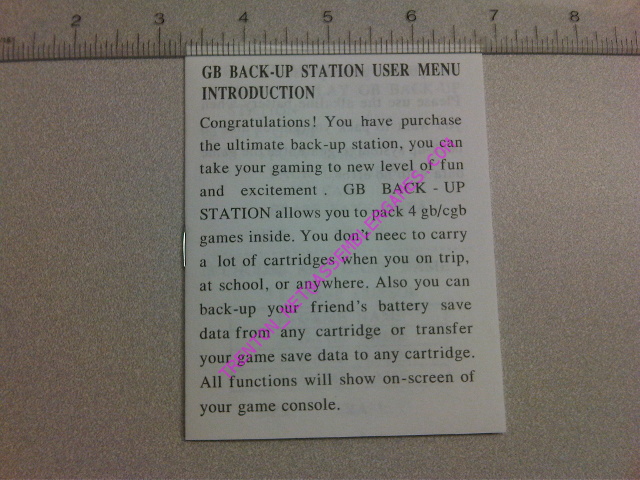 2 3 4 5 6 7 8
GB BACK-UP STATION USER MENU
INTRODUCTION
Congratulations! You have purchase
the ultimate back-up station, you can
take your gaming to new level of fun
and excitement . GB BACK - UP
STATION allows you to pack 4 gb/cgb
games inside. You don't neec to carry
a lot of cartridges when you on trip,
at school, or anywhere. Also you can
back-up your friend's battery save
data from any cartridge or transfer
your game save data to any cartridge.
All functions will show on-screen of
your game console.